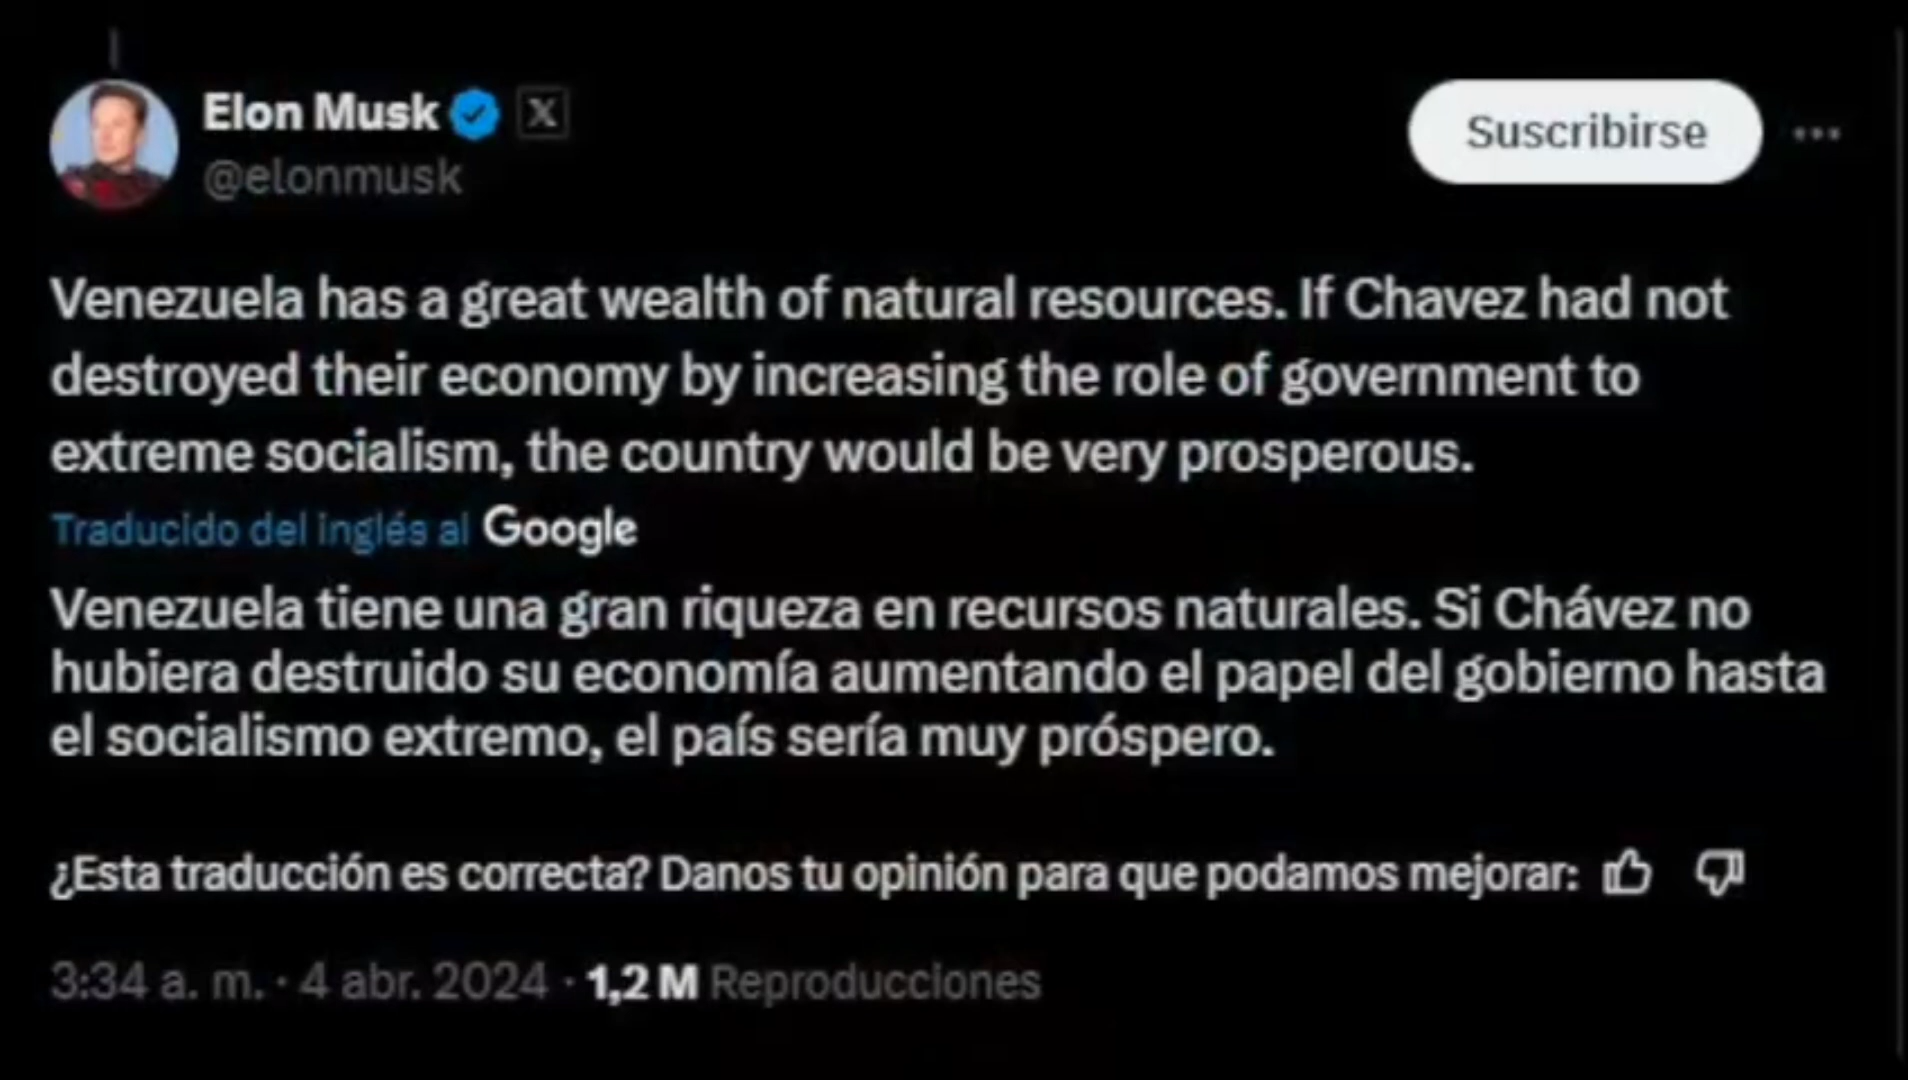 Elon Musk
@elonmusk
Suscribirse
Venezuela has a great wealth of natural resources. If Chavez had not
destroyed their economy by increasing the role of government to
extreme socialism, the country would be very prosperous.
Traducido del inglés al Google
Venezuela tiene una gran riqueza en recursos naturales. Si Chávez no
hubiera destruido su economía aumentando el papel del gobierno hasta
el socialismo extremo, el país sería muy próspero.
¿Esta traducción es correcta? Danos tu opinión para que podamos mejorar:
3:34 a. m. · 4 abr. 2024 · 1,2 M Reproducciones